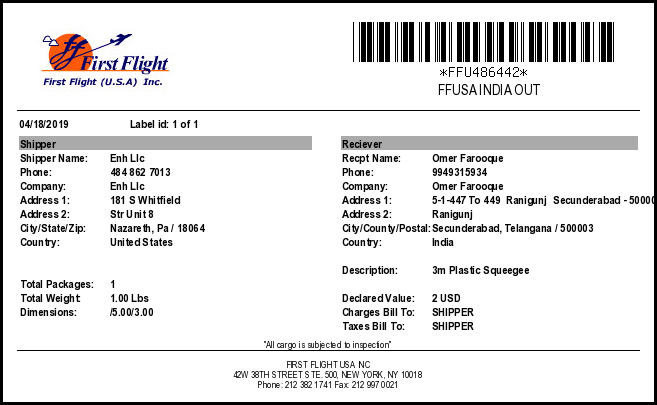 First Flight
First Flight (U.S.A) Inc.
*FFU486442*
FFUSA INDIA OUT
04/18/2019 Label id: 1 of 1
Shipper
Shipper Name: Enh Llc
Phone: 484 862 7013
Company: Enh Llc
Address 1: 181 S Whitfield
Address 2: Str Unit 8
City/State/Zip: Nazareth, Pa / 18064
Country: United States
Total Packages: 1
Total Weight: 1.00 Lbs
Dimensions: /5.00/3.00
Reciever
Recpt Name: Omer Farooque
Phone: 9949315934
Company: Omer Farooque
Address 1: 5-1-447 To 449 Ranigunj Secunderabad - 50000
Address 2: Ranigunj
City/County/Postal: Secunderabad, Telangana / 500003
Country: India
Description: 3m Plastic Squeegee
Declared Value: 2 USD
Charges Bill To: SHIPPER
Taxes Bill To: SHIPPER
"All cargo is subjected to inspection"
FIRST FLIGHT USA INC
42W 38TH STREET STE. 500, NEW YORK, NY 10018
Phone: 212 382 1741 Fax: 212 997 0021